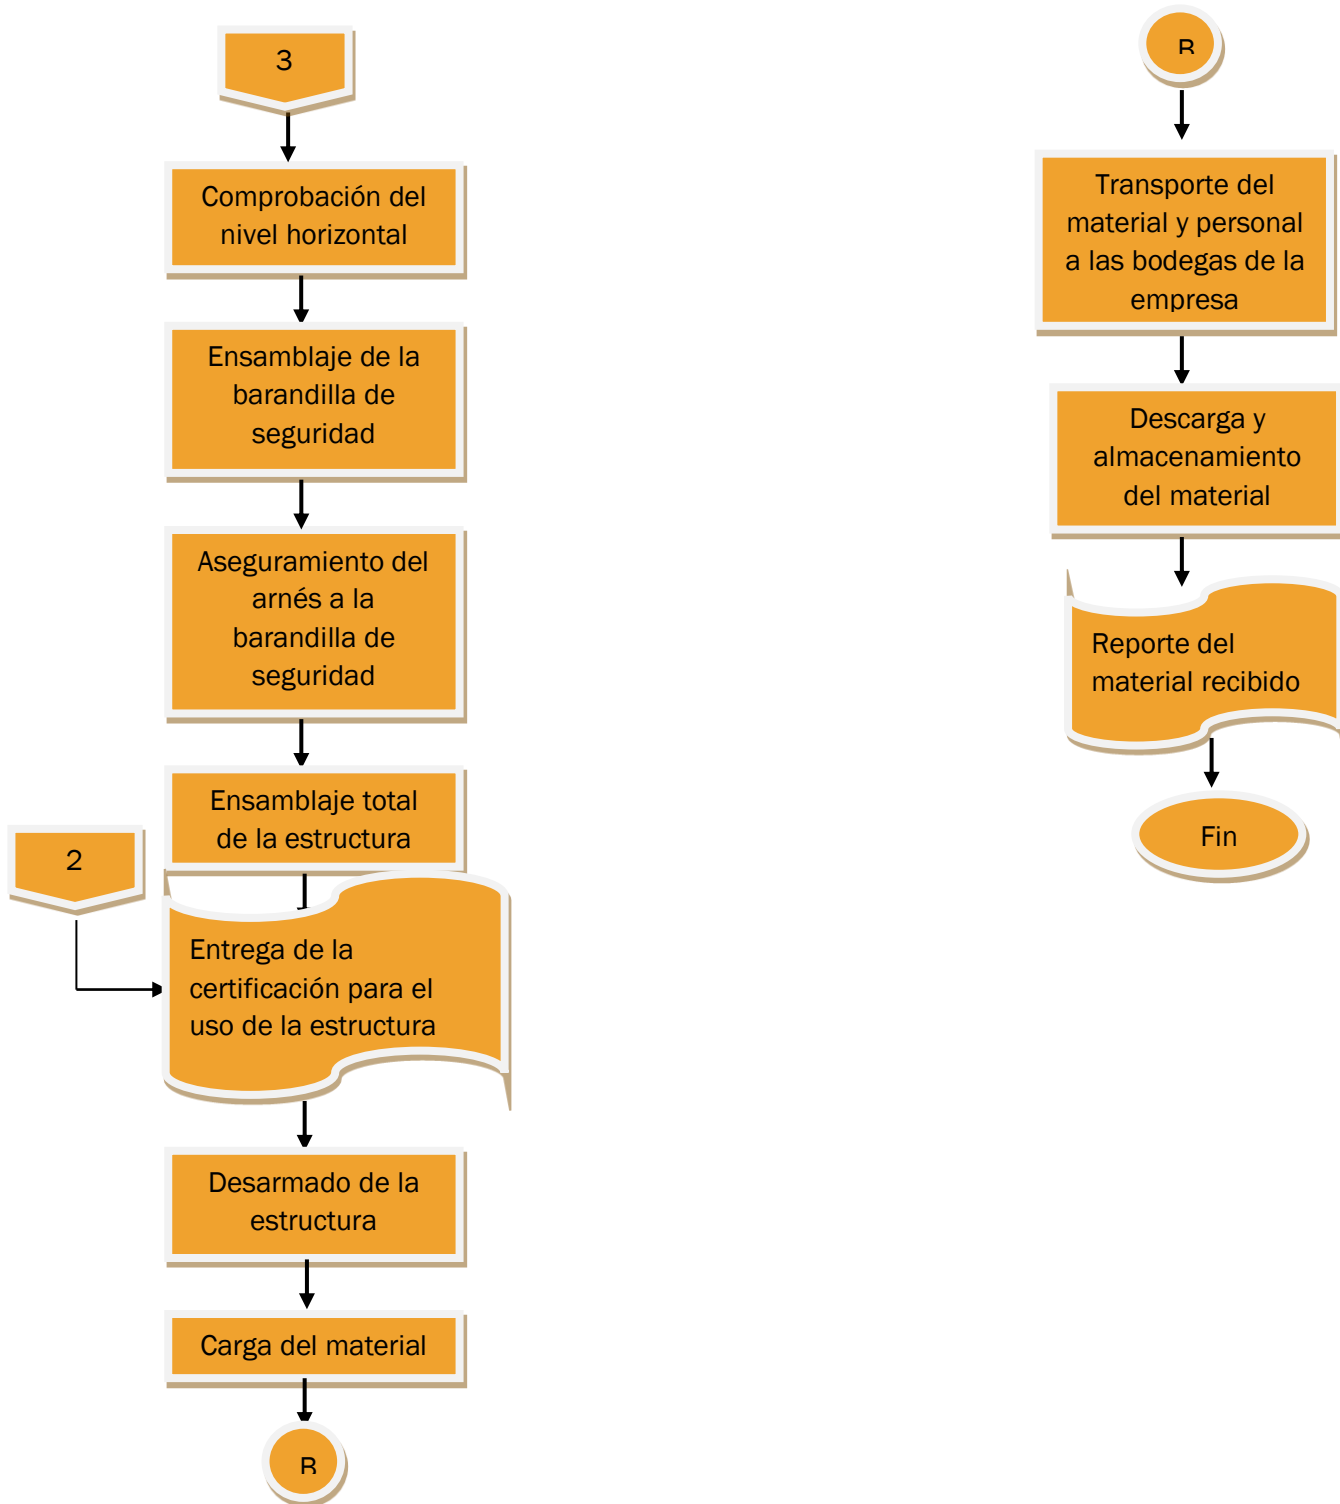 3
Comprobación del
nivel horizontal
Ensamblaje de la
barandilla de
seguridad
Aseguramiento del
arnés a la
barandilla de
seguridad
Ensamblaje total
de la estructura
2
Entrega de la
certificación para el
uso de la estructura
Desarmado de la
estructura
Carga del material
B
B
Transporte del
material y personal
a las bodegas de la
empresa
Descarga y
almacenamiento
del material
Reporte del
material recibido
Fin